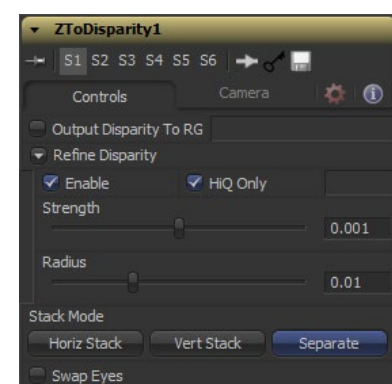 ZToDisparity1
S1 S2 S3 S4 S5 S6
Controls Camera
Output Disparity To RG
Refine Disparity
Enable HiQ Only
Strength
0.001
Radius
0.01
Stack Mode
Horiz Stack Vert Stack Separate
Swap Eyes